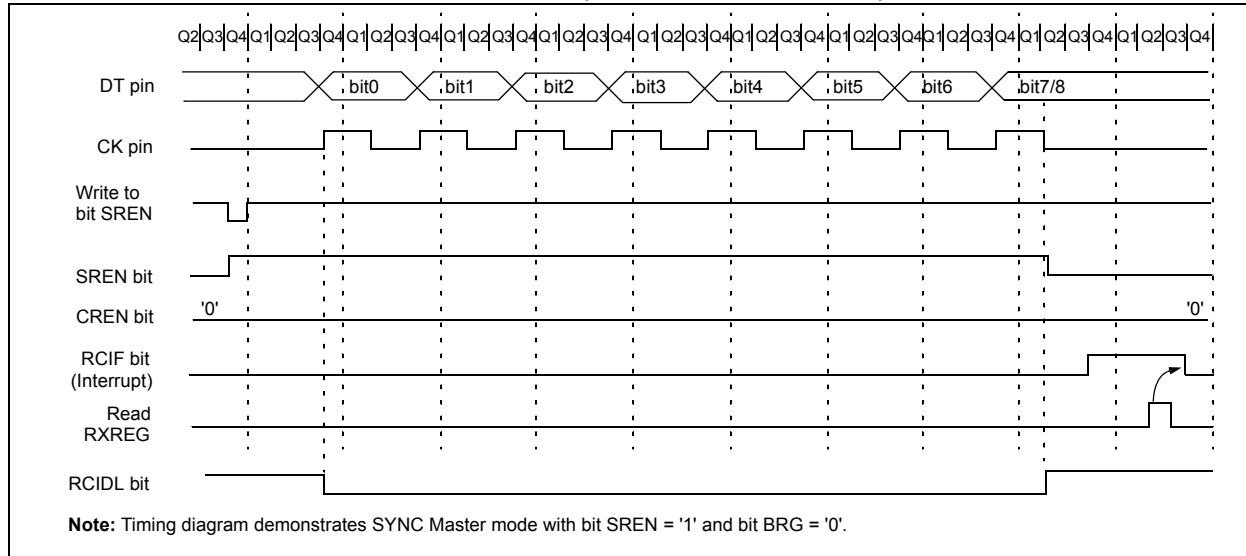 Q2 Q3 Q4 Q1 Q2 Q3 Q4 Q1 Q2 Q3 Q4 Q1 Q2 Q3 Q4 Q1 Q2 Q3 Q4 Q1 Q2 Q3 Q4 Q1 Q2 Q3 Q4 Q1 Q2 Q3 Q4 Q1 Q2 Q3 Q4 Q1 Q2 Q3 Q4 Q1 Q2 Q3 Q4
DT pin bit0 bit1 bit2 bit3 bit4 bit5 bit6 bit7/8
CK pin
Write to
bit SREN
SREN bit
CREN bit '0' '0'
RCIF bit
(Interrupt)
Read
RXREG
RCIDL bit
Note: Timing diagram demonstrates SYNC Master mode with bit SREN = '1' and bit BRG = '0'.